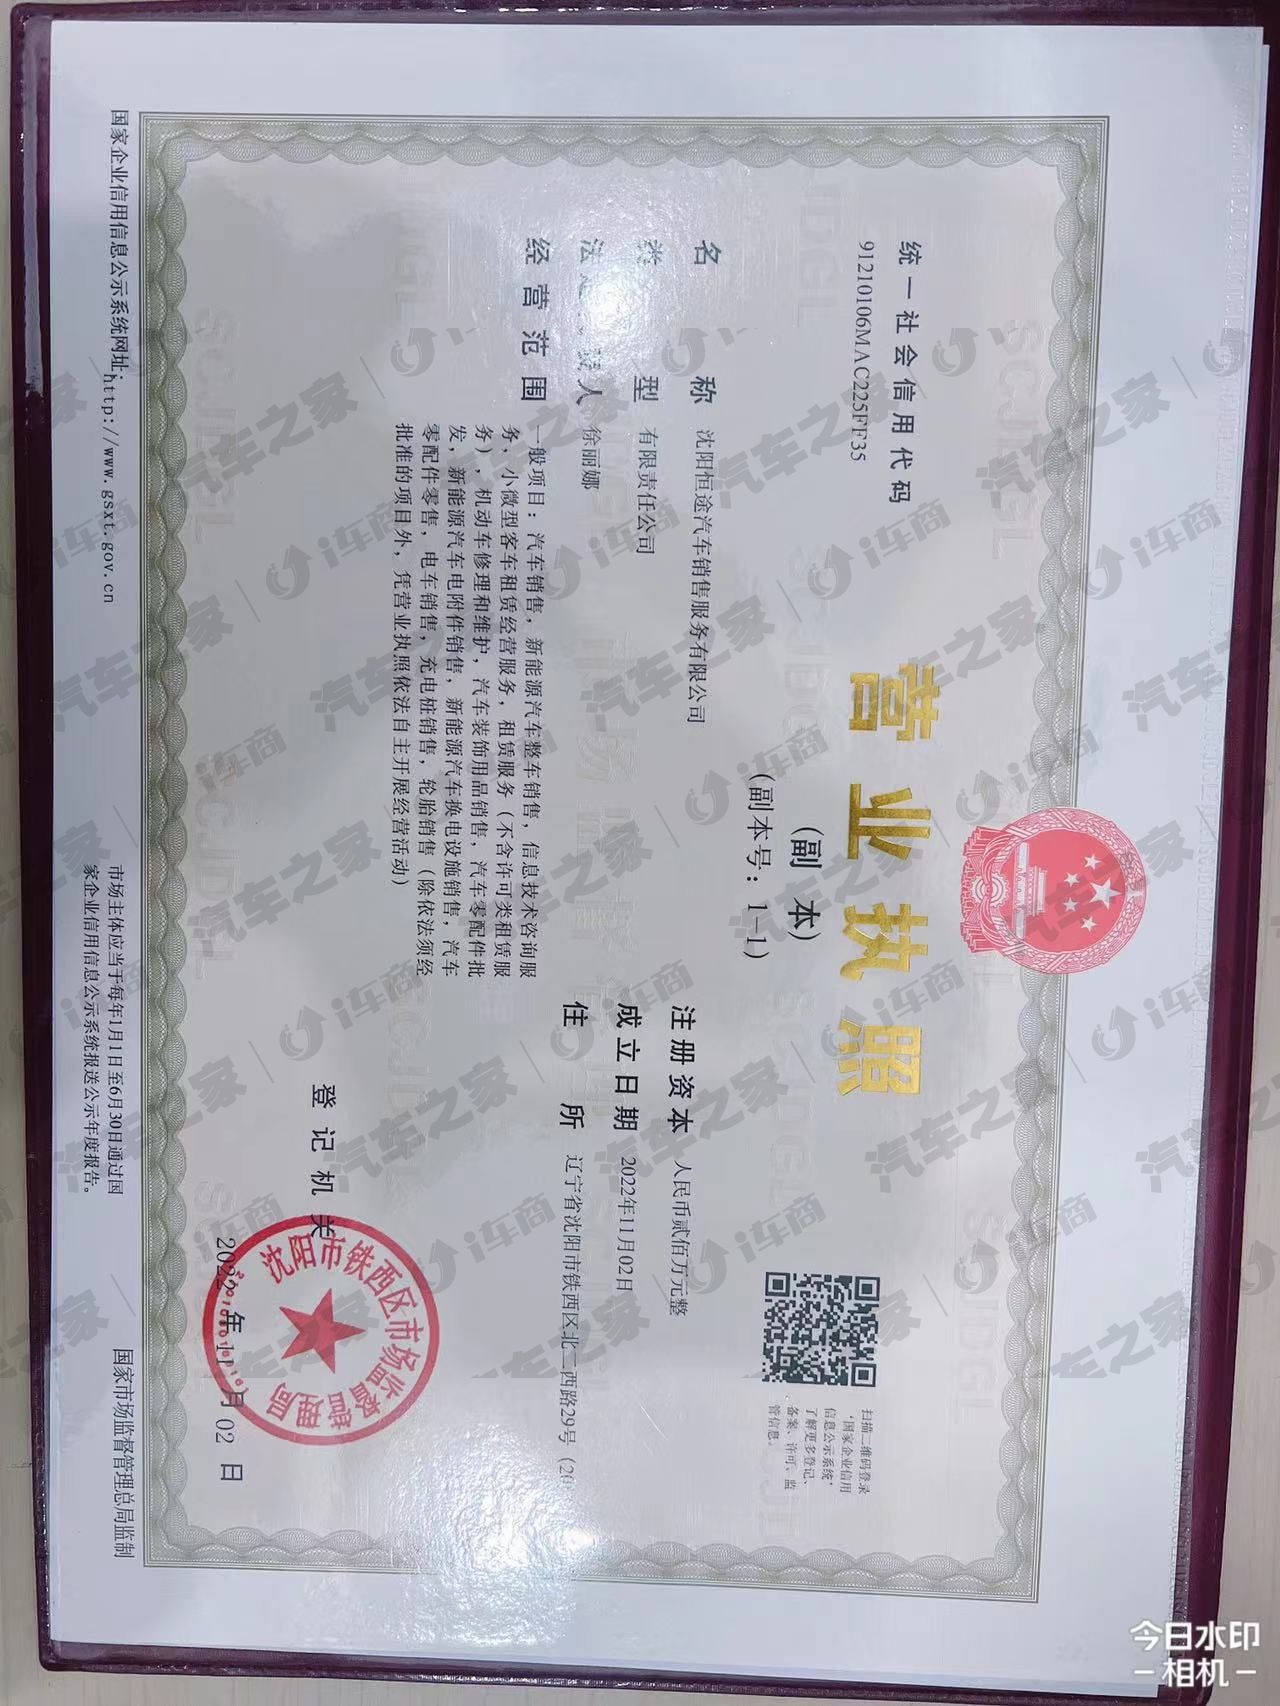 统一社会信用代码
91210106MAC225FF35
营业执照
(副本)
(副本号：1-1)
扫描二维码登录
‘国家企业信用
信息公示系统’
了解更多登记、
备案、许可、监
管信息。
名称 沈阳恒途汽车销售服务有限公司
类型 有限责任公司
法定 人 徐丽娜
经营范围 一般项目：汽车销售，新能源汽车整车销售，信息技术咨询服
务，小微型客车租赁经营服务，租赁服务（不含许可类租赁服
务），机动车修理和维护，汽车装饰用品销售，汽车零配件批
发，新能源汽车电附件销售，新能源汽车换电设施销售，汽车
零配件零售，电车销售，充电桩销售，轮胎销售（除依法须经
批准的项目外，凭营业执照依法自主开展经营活动）
注册资本 人民币贰佰万元整
成立日期 2022年11月02日
住所 辽宁省沈阳市铁西区北二西路29号
登记机关
沈阳市铁西区市场监督管理局
2022 年 11 月 02 日
国家企业信用信息公示系统网址：http://www.gsxt.gov.cn
市场主体应当于每年1月1日至6月30日通过国
家企业信用信息公示系统报送公示年度报告。
国家市场监督管理总局监制
汽车之家 i车商
今日水印
相机